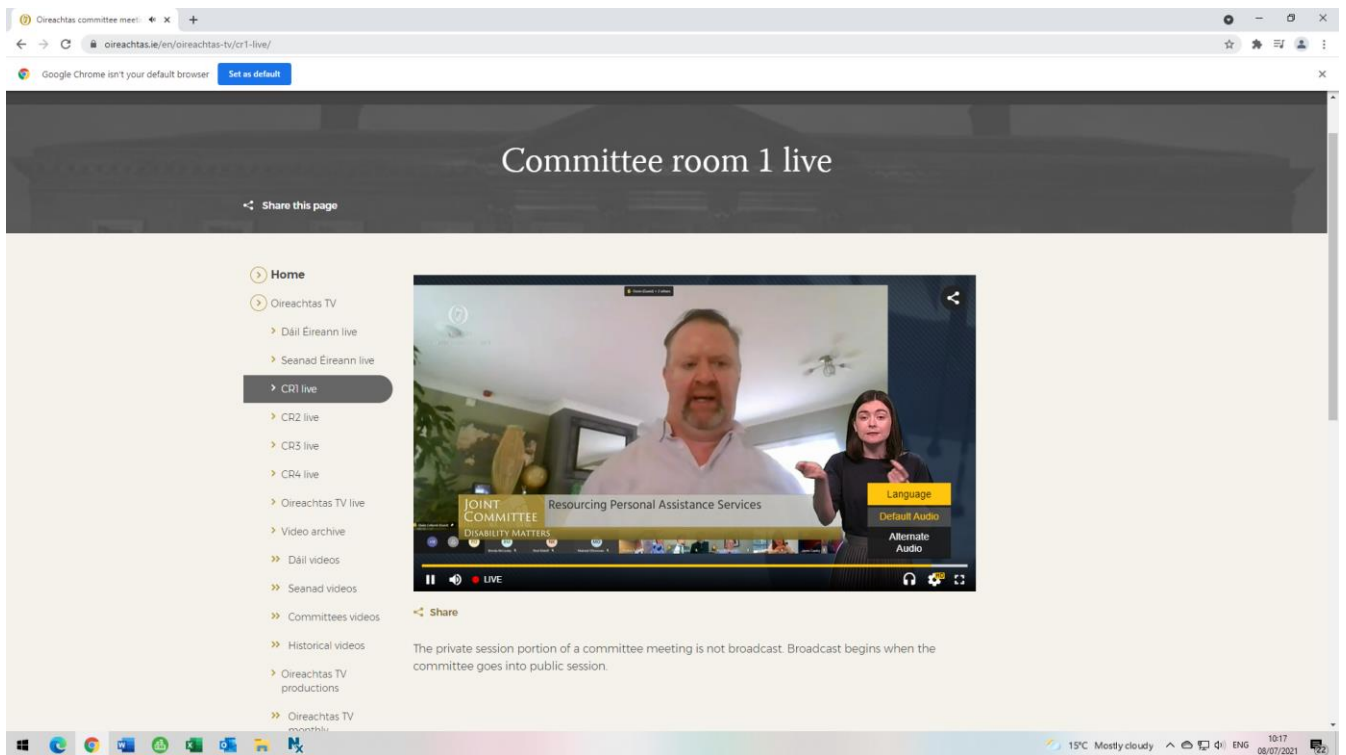 Oireachtas committee meeti
oireachtas.ie/en/oireachtas-tv/cr1-live/
Google Chrome isn't your default browser
Set as default
Committee room 1 live
Share this page
Home
Oireachtas TV
Dáil Éireann live
Seanad Éireann live
CR1 live
CR2 live
CR3 live
CR4 live
Oireachtas TV live
Video archive
Dáil videos
Seanad videos
Committees videos
Historical videos
Oireachtas TV
productions
Oireachtas TV
monthly
JOINT
COMMITTEE
DISABILITY MATTERS
Resourcing Personal Assistance Services
Language
Default Audio
Alternate
Audio
LIVE
Share
The private session portion of a committee meeting is not broadcast. Broadcast begins when the
committee goes into public session.
15°C Mostly cloudy
ENG
10:17
08/07/2021
22